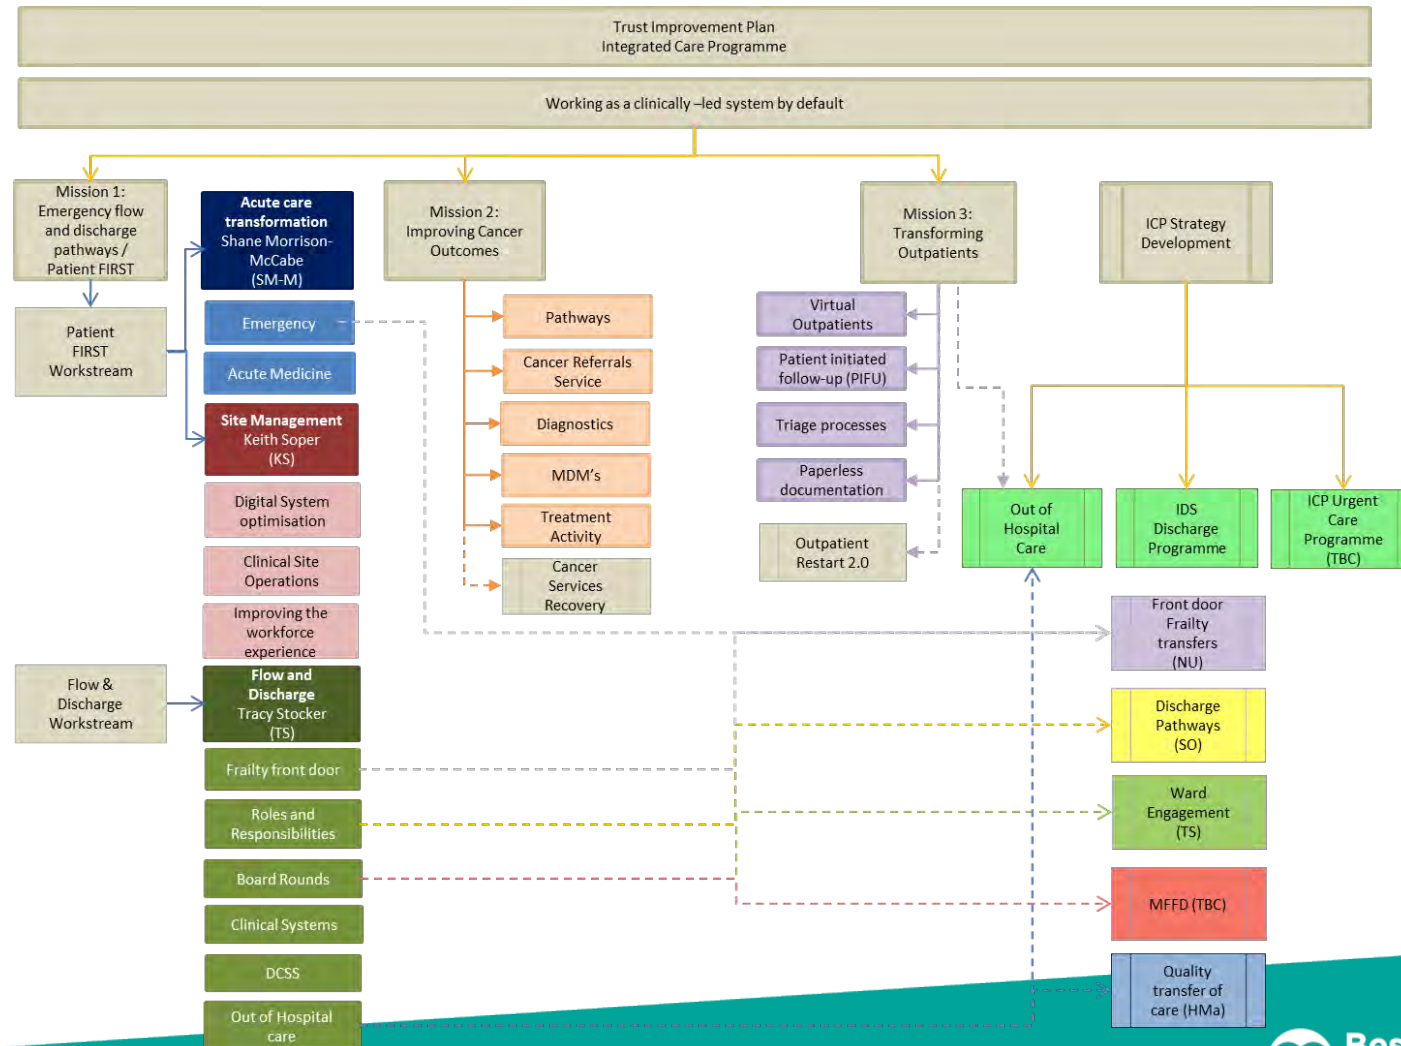 Trust Improvement Plan
Integrated Care Programme
Working as a clinically –led system by default
Mission 1:
Emergency flow
and discharge
pathways /
Patient FIRST
Patient
FIRST
Workstream
Flow &
Discharge
Workstream
Acute care
transformation
Shane Morrison-
McCabe
(SM-M)
Emergency
Acute Medicine
Site Management
Keith Soper
(KS)
Digital System
optimisation
Clinical Site
Operations
Improving the
workforce
experience
Flow and
Discharge
Tracy Stocker
(TS)
Frailty front door
Roles and
Responsibilities
Board Rounds
Clinical Systems
DCSS
Out of Hospital
care
Mission 2:
Improving Cancer
Outcomes
Pathways
Cancer Referrals
Service
Diagnostics
MDM's
Treatment
Activity
Cancer
Services
Recovery
Mission 3:
Transforming
Outpatients
Virtual
Outpatients
Patient initiated
follow-up (PIFU)
Triage processes
Paperless
documentation
Outpatient
Restart 2.0
ICP Strategy
Development
Out of
Hospital
Care
IDS
Discharge
Programme
ICP Urgent
Care
Programme
(TBC)
Front door
Frailty
transfers
(NU)
Discharge
Pathways
(SO)
Ward
Engagement
(TS)
MFFD (TBC)
Quality
transfer of
care (HMa)